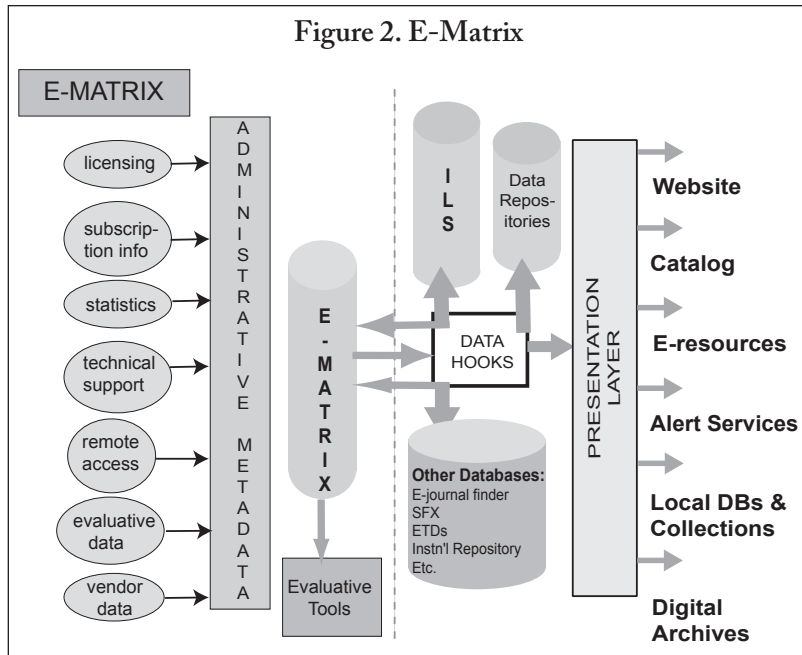 Figure 2. E-Matrix
E-MATRIX
licensing
subscrip-
tion info
statistics
technical
support
remote
access
evaluative
data
vendor
data
ADMINISTRATIVE METADATA
E-MATRIX
Evaluative
Tools
ILS
Data
Repos-
itories
DATA
HOOKS
Other Databases:
E-journal finder
SFX
ETDs
Instn'l Repository
Etc.
PRESENTATION
LAYER
Website
Catalog
E-resources
Alert Services
Local DBs &
Collections
Digital
Archives